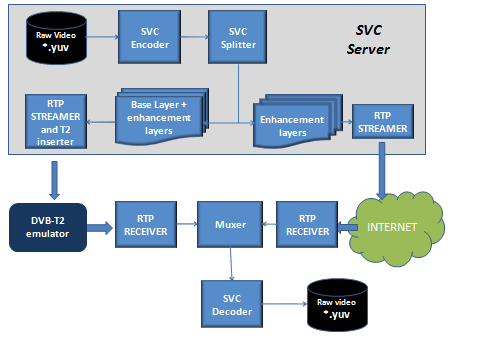 Raw Video
*.yuv
SVC
Encoder
SVC
Splitter
SVC
Server
RTP
STREAMER
and T2
inserter
Base Layer +
enhancement
layers
Enhancement
layers
RTP
STREAMER
DVB-T2
emulator
RTP
RECEIVER
Muxer
RTP
RECEIVER
INTERNET
SVC
Decoder
Raw video
*.yuv